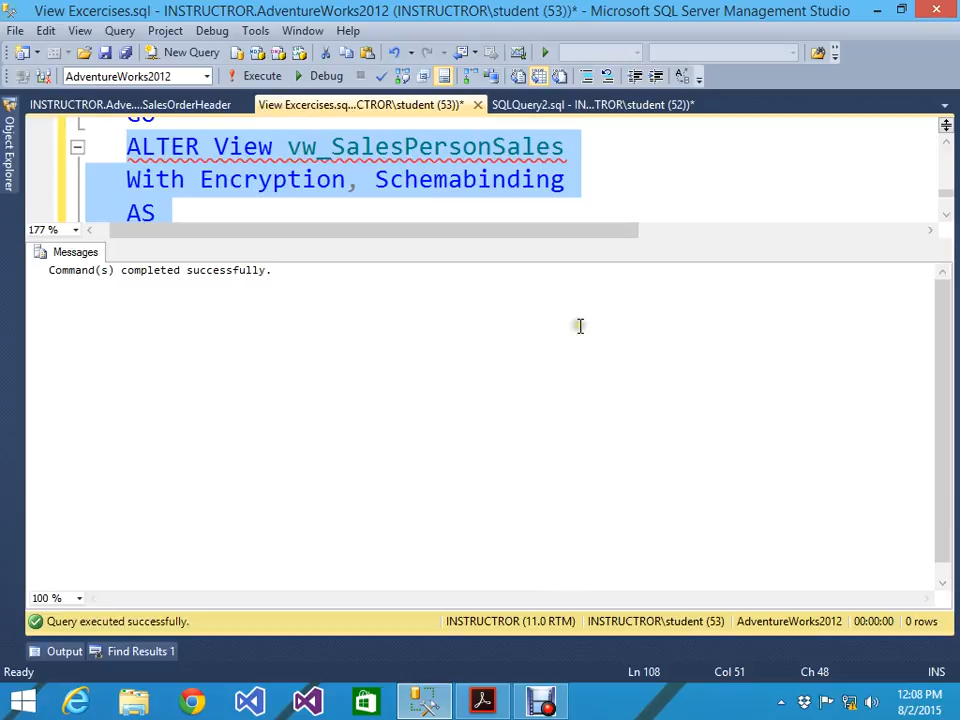 View Excercises.sql - INSTRUCTROR.AdventureWorks2012 (INSTRUCTROR\student (53))* - Microsoft SQL Server Management Studio
File Edit View Query Project Debug Tools Window Help
New Query
AdventureWorks2012 Execute Debug
INSTRUCTROR.Adve....SalesOrderHeader View Excercises.sq...CTROR\student (53))* SQLQuery2.sql - IN...TROR\student (52))*
Object Explorer
GO
ALTER View vw_SalesPersonSales
With Encryption, Schemabinding
AS
177 %
Messages
Command(s) completed successfully.
100 %
Query executed successfully. INSTRUCTROR (11.0 RTM) INSTRUCTROR\student (53) AdventureWorks2012 00:00:00 0 rows
Output Find Results 1
Ready Ln 108 Col 51 Ch 48 INS
12:08 PM
8/2/2015